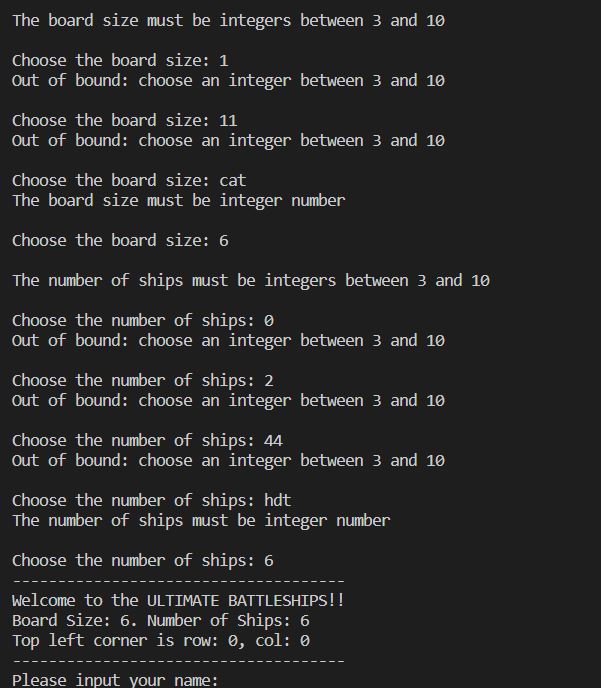 The board size must be integers between 3 and 10
Choose the board size: 1
Out of bound: choose an integer between 3 and 10
Choose the board size: 11
Out of bound: choose an integer between 3 and 10
Choose the board size: cat
The board size must be integer number
Choose the board size: 6
The number of ships must be integers between 3 and 10
Choose the number of ships: 0
Out of bound: choose an integer between 3 and 10
Choose the number of ships: 2
Out of bound: choose an integer between 3 and 10
Choose the number of ships: 44
Out of bound: choose an integer between 3 and 10
Choose the number of ships: hdt
The number of ships must be integer number
Choose the number of ships: 6
-------------------------------------
Welcome to the ULTIMATE BATTLESHIPS!!
Board Size: 6. Number of Ships: 6
Top left corner is row: 0, col: 0
-------------------------------------
Please input your name: